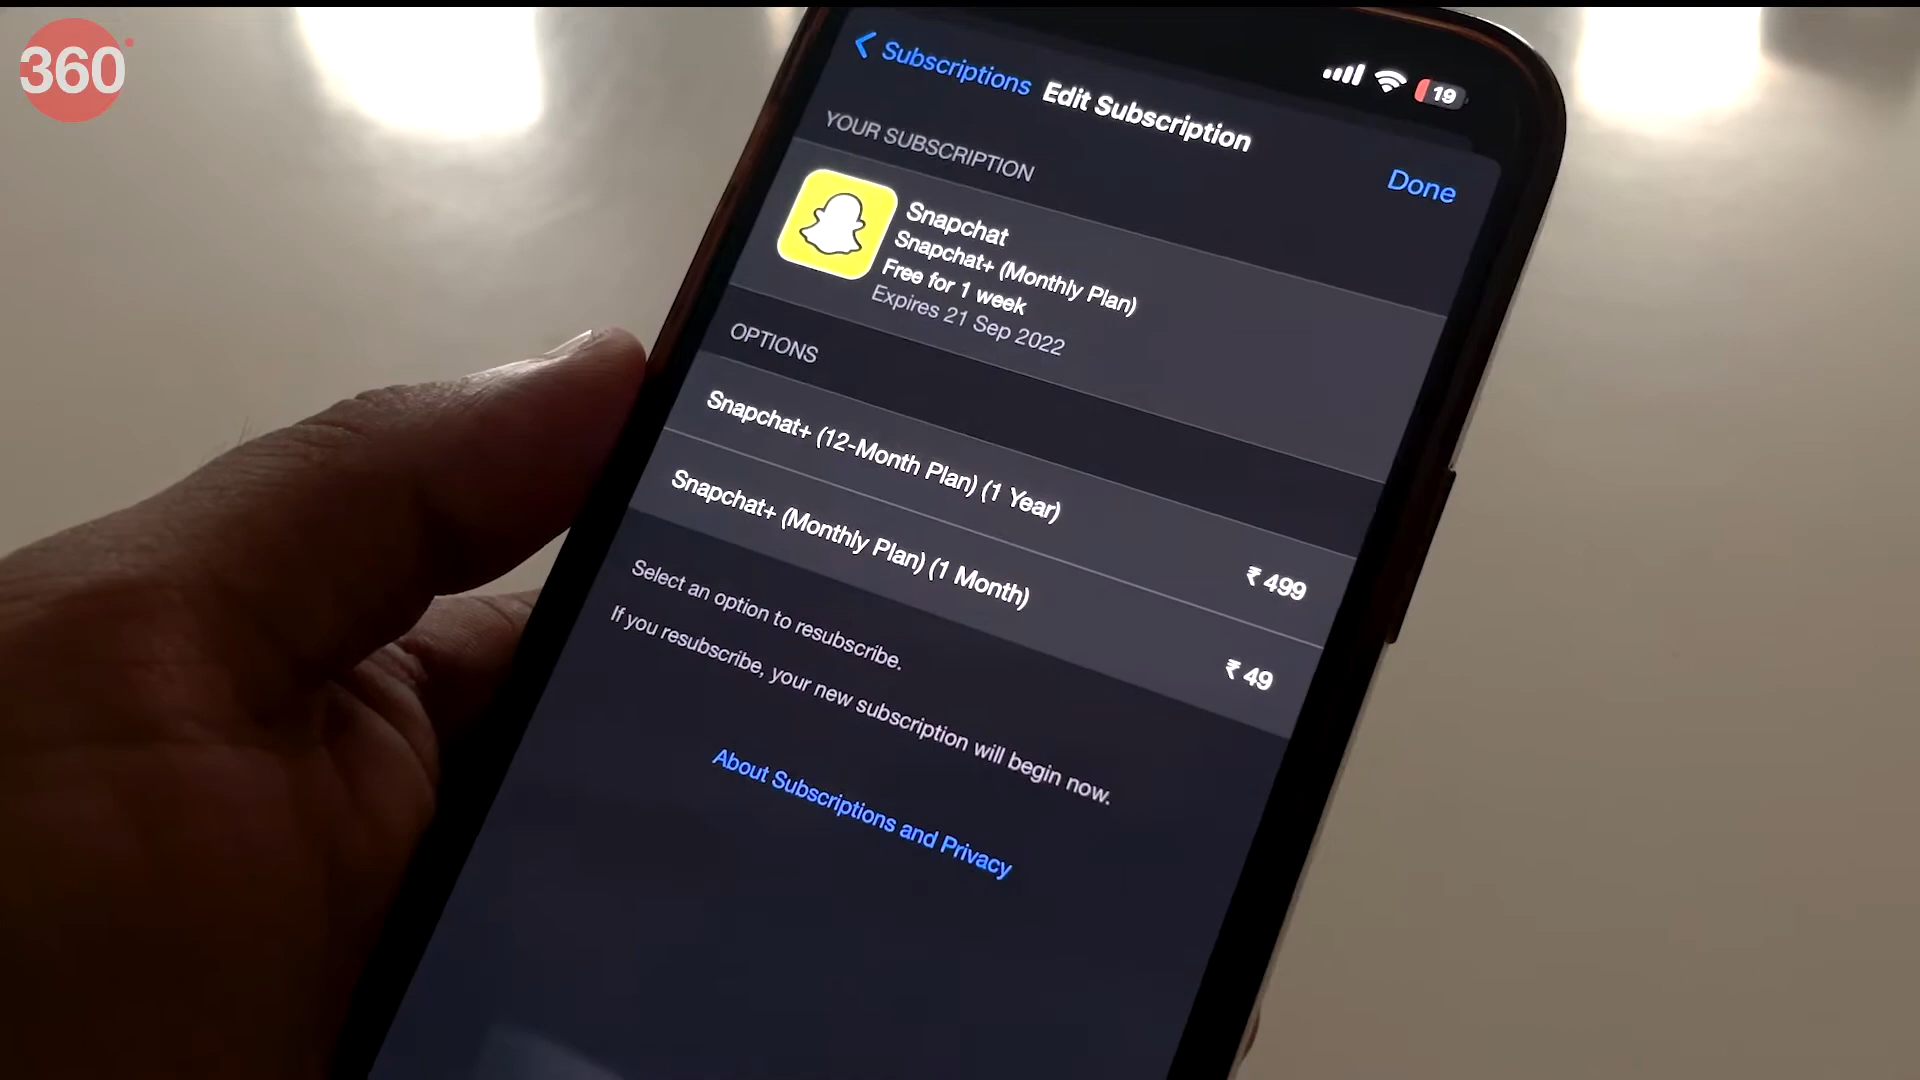 360
Subscriptions
Edit Subscription
19
Done
YOUR SUBSCRIPTION
Snapchat
Snapchat+ (Monthly Plan)
Free for 1 week
Expires 21 Sep 2022
OPTIONS
Snapchat+ (12-Month Plan) (1 Year)
₹ 499
Snapchat+ (Monthly Plan) (1 Month)
₹ 49
Select an option to resubscribe.
If you resubscribe, your new subscription will begin now.
About Subscriptions and Privacy